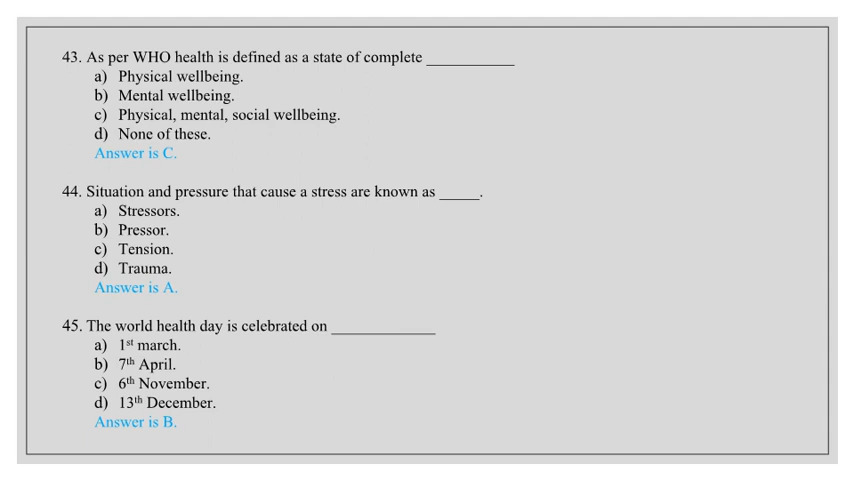 43. As per WHO health is defined as a state of complete ___________
a) Physical wellbeing.
b) Mental wellbeing.
c) Physical, mental, social wellbeing.
d) None of these.
Answer is C.
44. Situation and pressure that cause a stress are known as _____.
a) Stressors.
b) Pressor.
c) Tension.
d) Trauma.
Answer is A.
45. The world health day is celebrated on _____________
a) 1st march.
b) 7th April.
c) 6th November.
d) 13th December.
Answer is B.